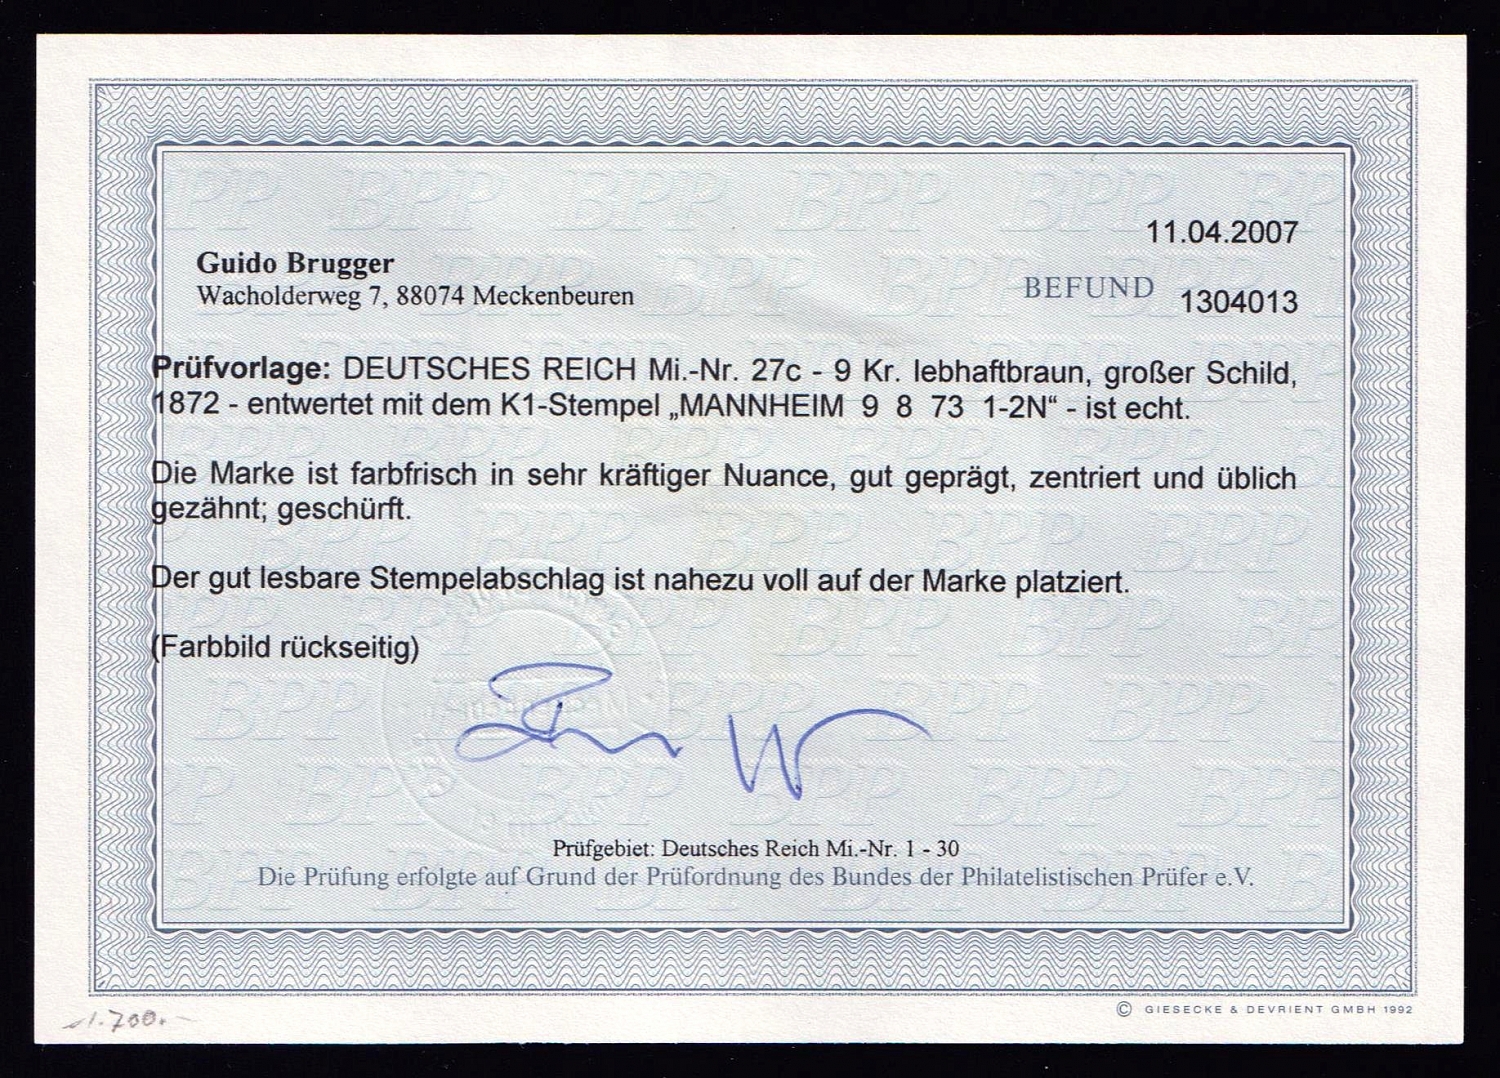 11.04.2007
Guido Brugger
Wacholderweg 7, 88074 Meckenbeuren
BEFUND 1304013
Prüfvorlage: DEUTSCHES REICH Mi.-Nr. 27c - 9 Kr. lebhaftbraun, großer Schild,
1872 - entwertet mit dem K1-Stempel „MANNHEIM 9 8 73 1-2N“ - ist echt.
Die Marke ist farbfrisch in sehr kräftiger Nuance, gut geprägt, zentriert und üblich
gezähnt; geschürft.
Der gut lesbare Stempelabschlag ist nahezu voll auf der Marke platziert.
(Farbbild rückseitig)
Prüfgebiet: Deutsches Reich Mi.-Nr. 1 - 30
Die Prüfung erfolgte auf Grund der Prüfordnung des Bundes der Philatelistischen Prüfer e.V.
© GIESECKE & DEVRIENT GMBH 1992
1.700.-